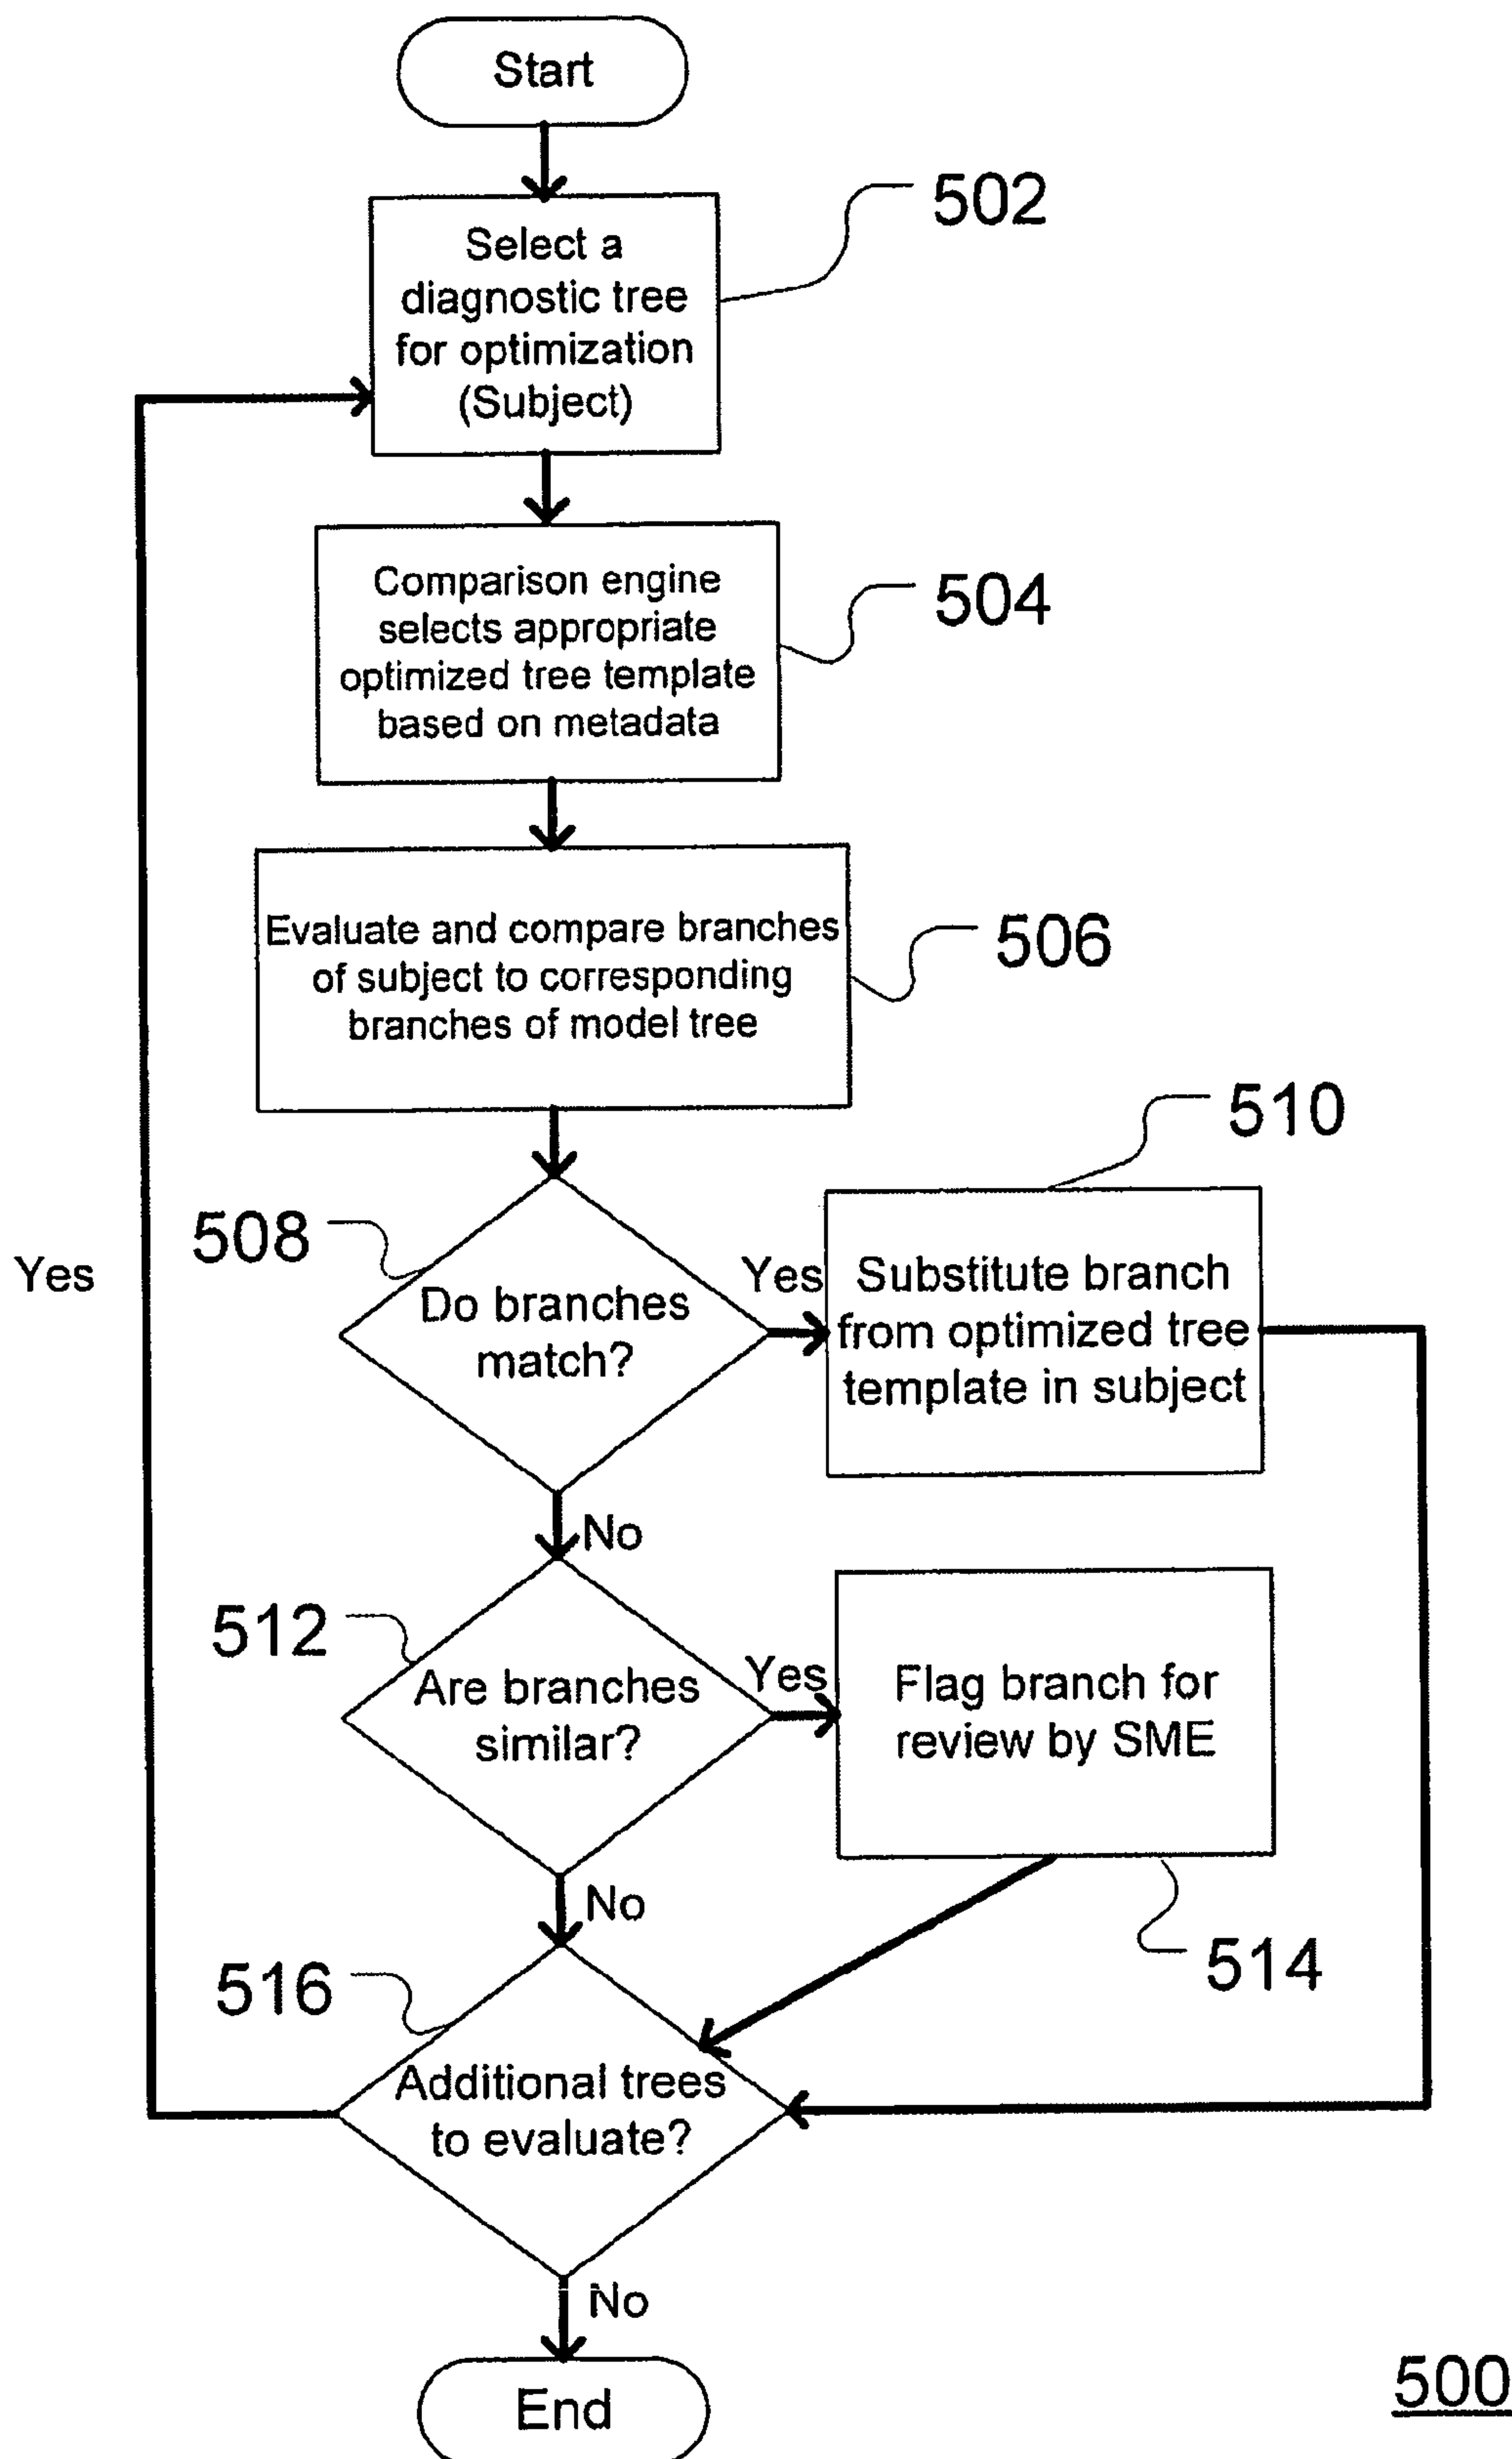 Start
502
Select a
diagnostic tree
for optimization
(Subject)
504
Comparison engine
selects appropriate
optimized tree template
based on metadata
506
Evaluate and compare branches
of subject to corresponding
branches of model tree
508
Do branches
match?
Yes
510
Substitute branch
from optimized tree
template in subject
Yes
No
512
Are branches
similar?
Yes
Flag branch for
review by SME
514
No
516
Additional trees
to evaluate?
No
End
500